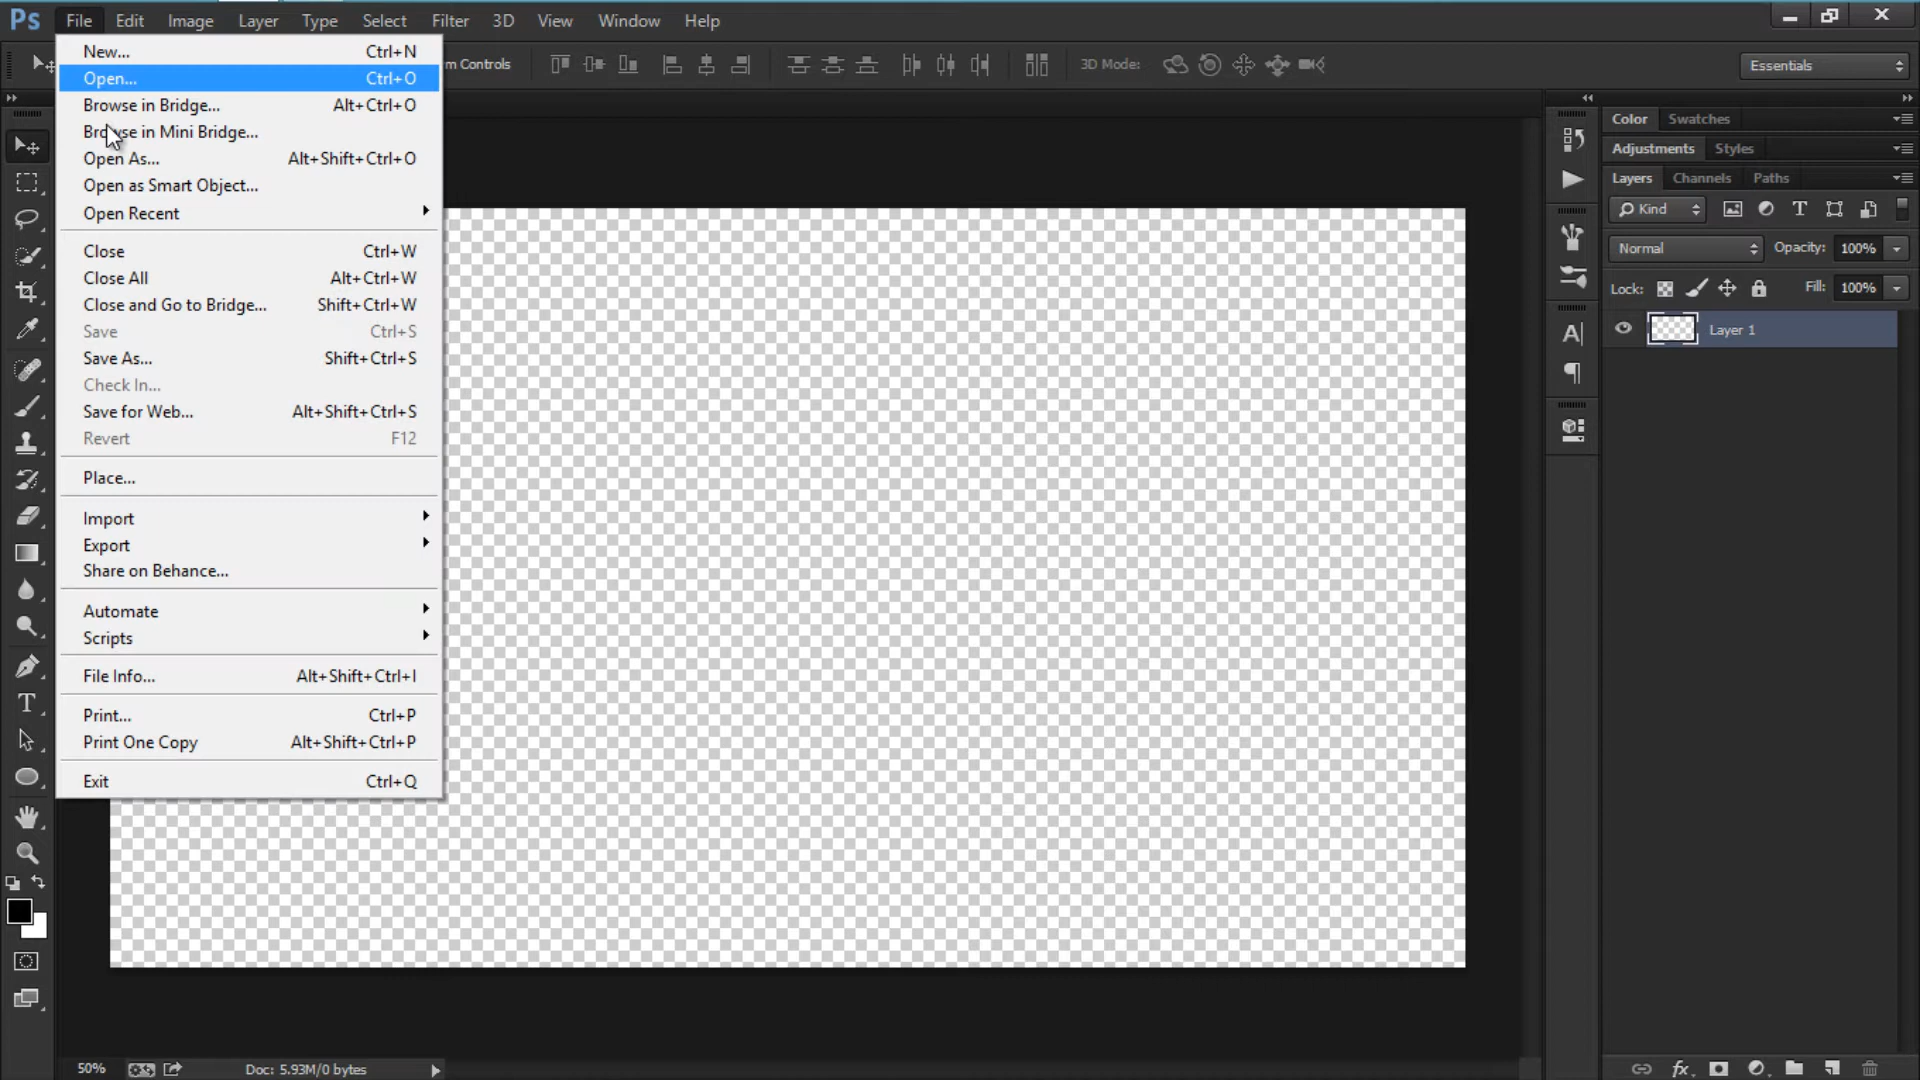 Ps File Edit Image Layer Type Select Filter 3D View Window Help
m Controls 3D Mode: Essentials
New... Ctrl+N
Open... Ctrl+O
Browse in Bridge... Alt+Ctrl+O
Browse in Mini Bridge...
Open As... Alt+Shift+Ctrl+O
Open as Smart Object...
Open Recent
Close Ctrl+W
Close All Alt+Ctrl+W
Close and Go to Bridge... Shift+Ctrl+W
Save Ctrl+S
Save As... Shift+Ctrl+S
Check In...
Save for Web... Alt+Shift+Ctrl+S
Revert F12
Place...
Import
Export
Share on Behance...
Automate
Scripts
File Info... Alt+Shift+Ctrl+I
Print... Ctrl+P
Print One Copy Alt+Shift+Ctrl+P
Exit Ctrl+Q
Color Swatches
Adjustments Styles
Layers Channels Paths
Kind
Normal Opacity: 100%
Lock: Fill: 100%
Layer 1
50% Doc: 5.93M/0 bytes
fx